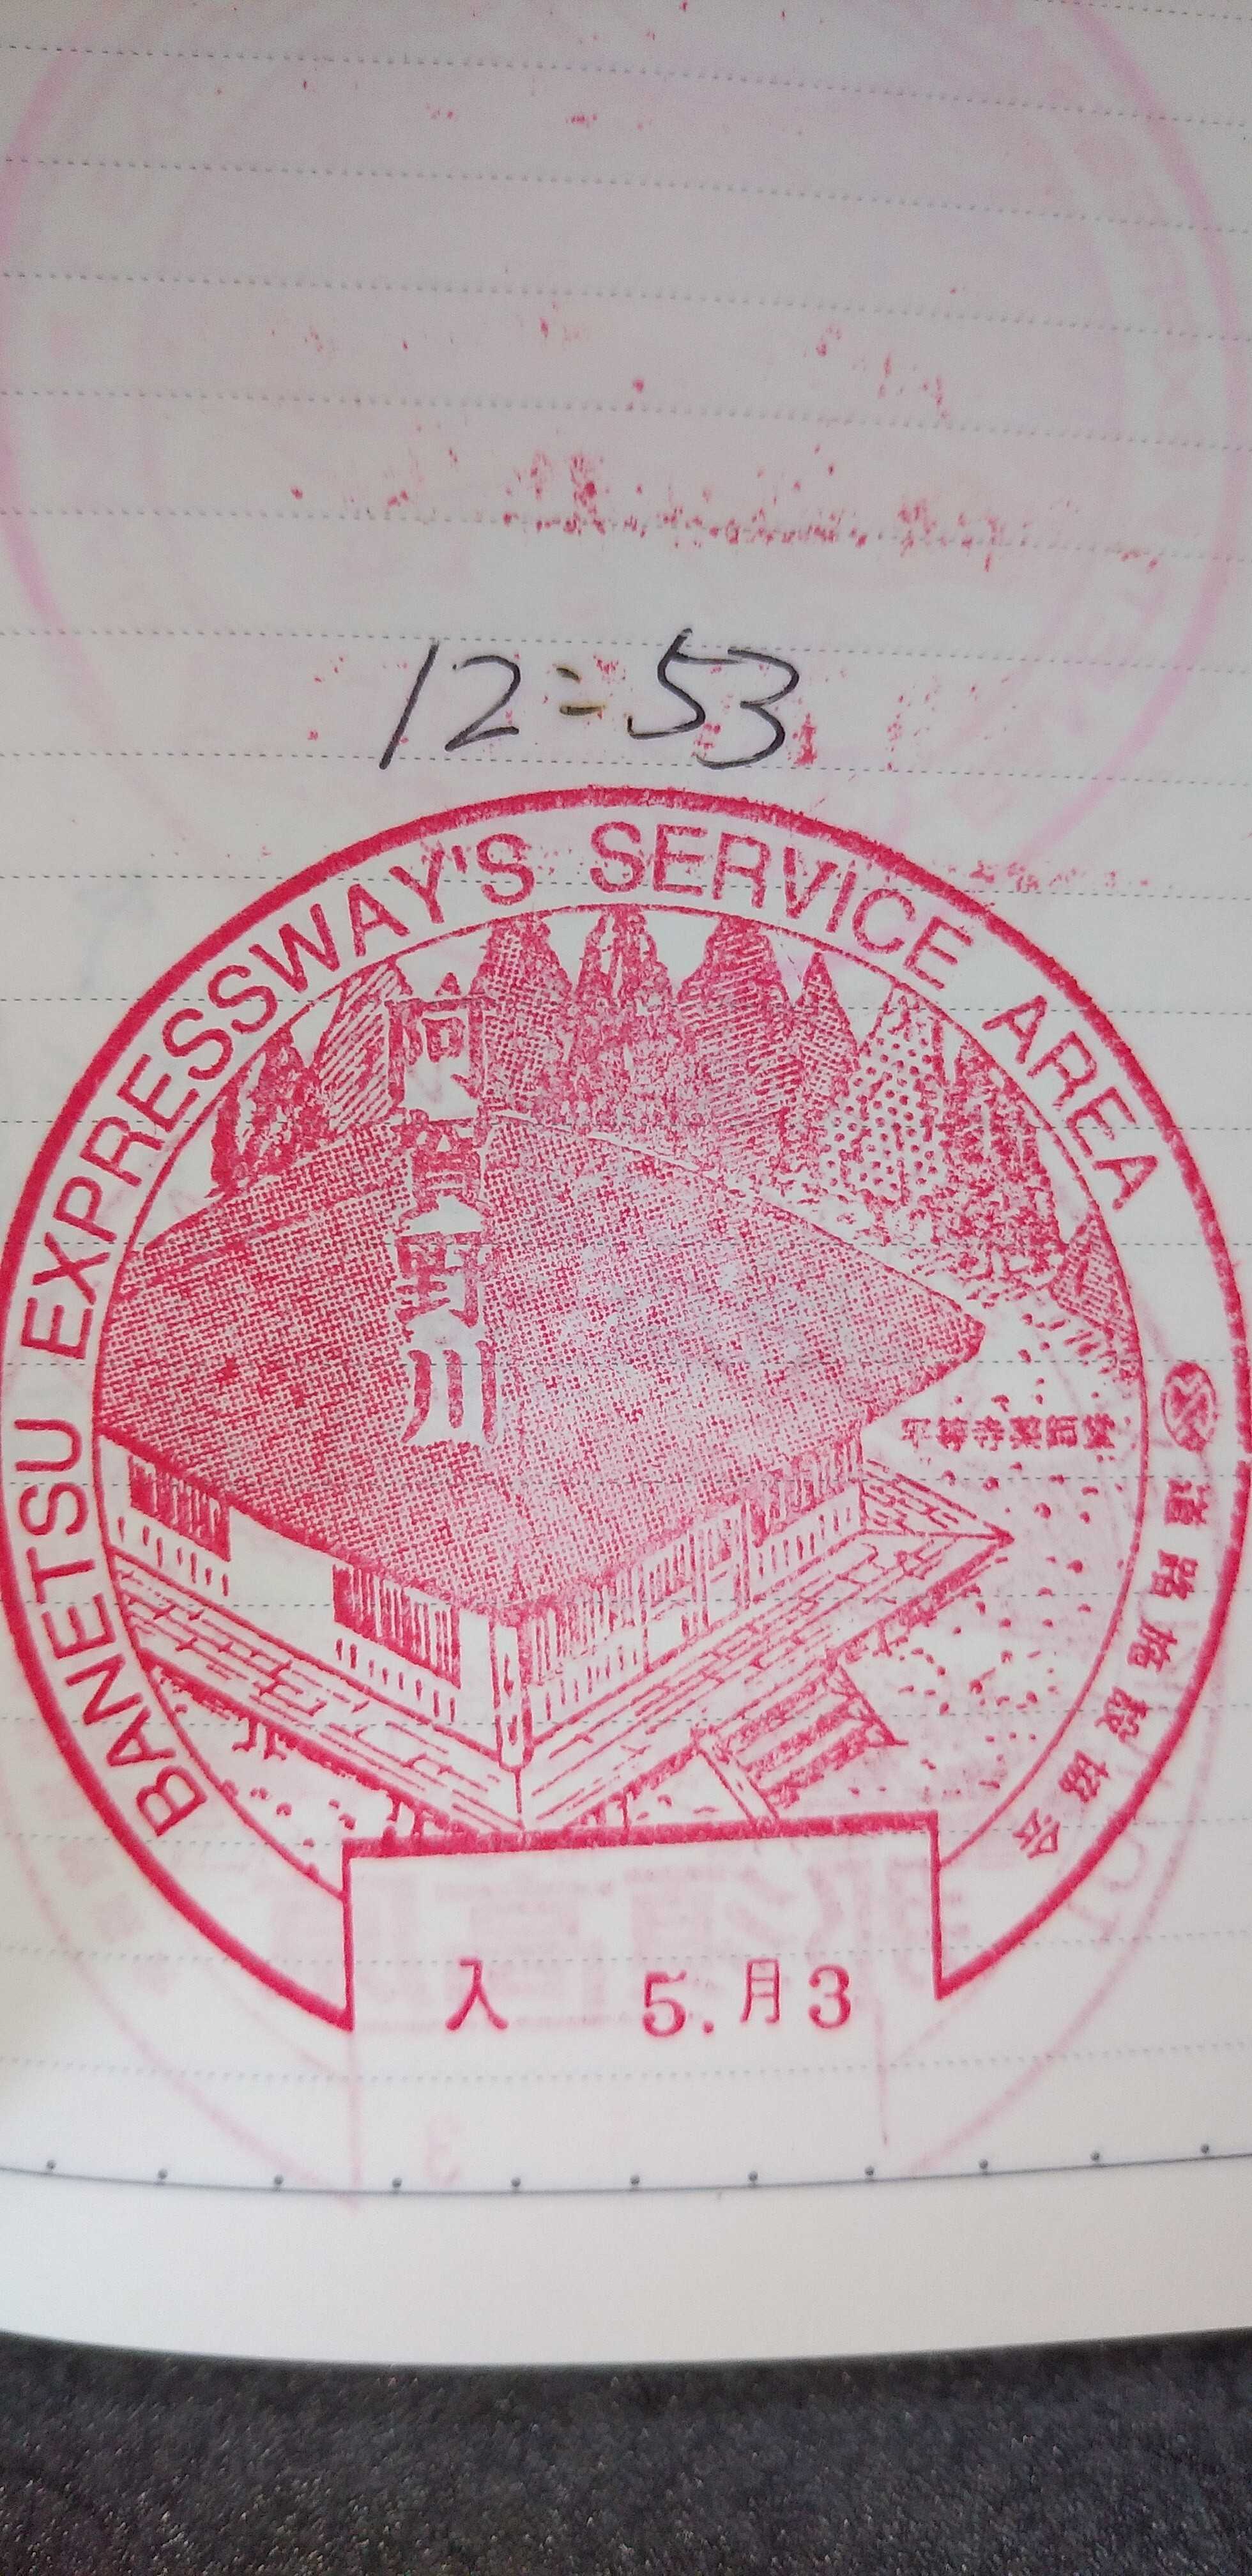 12:53
BANETSU EXPRESSWAY'S SERVICE AREA
阿賀野川
平等寺薬師堂
道路施設協会
入 5.月3